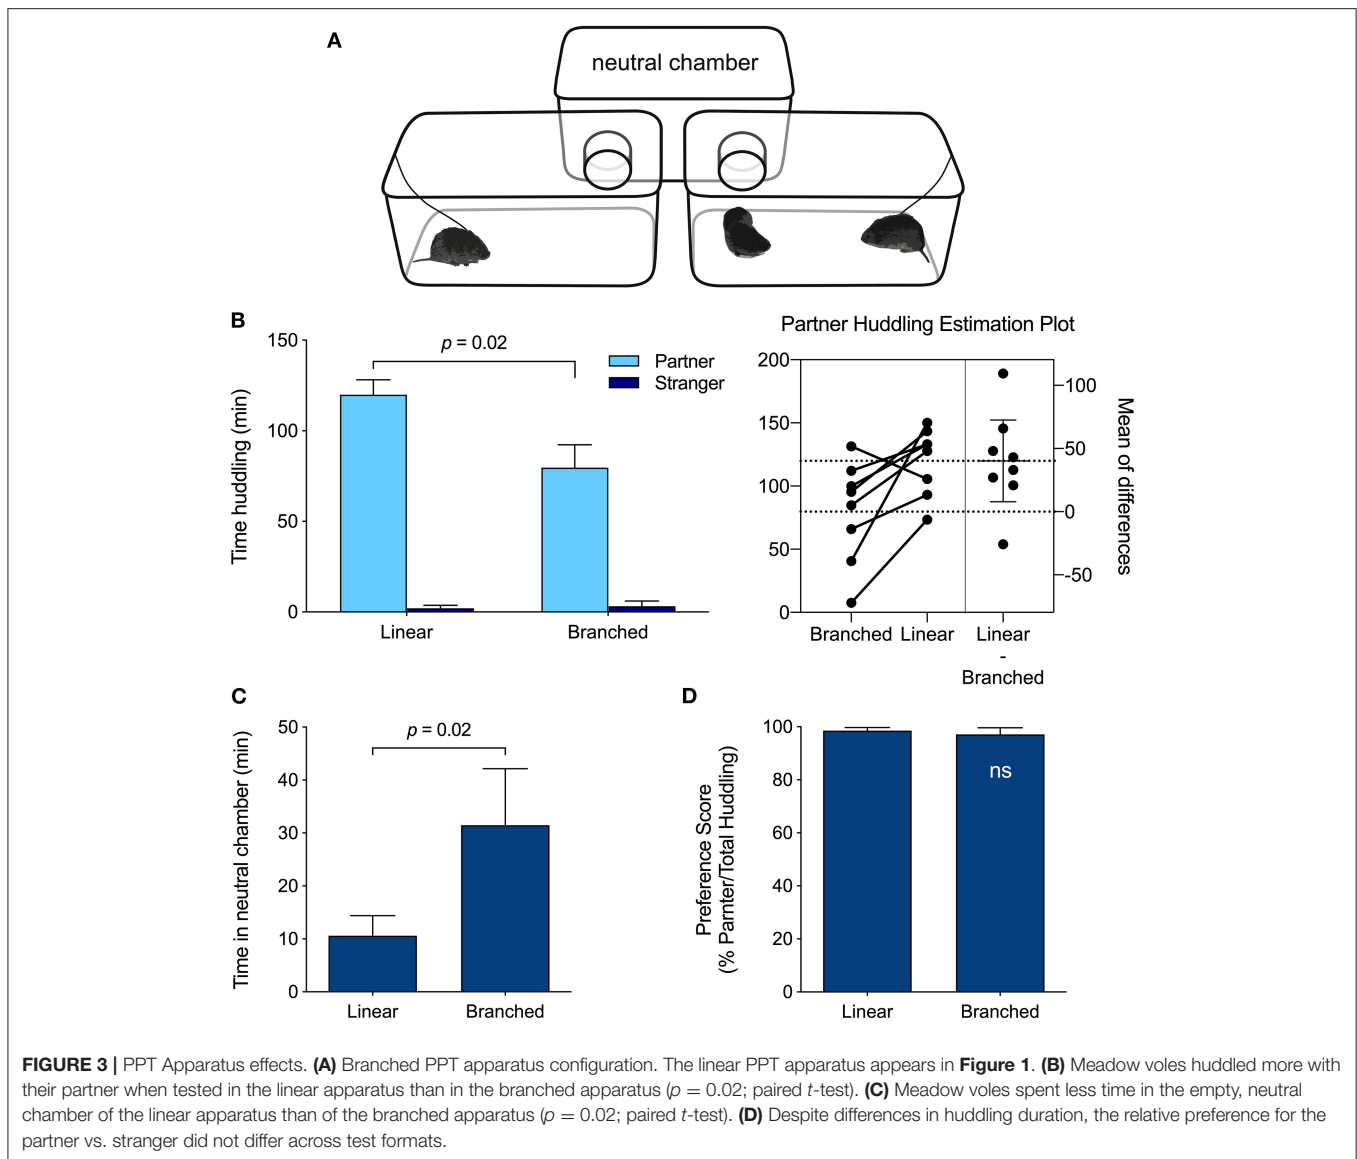 A
neutral chamber
B
150
100
50
0
Time huddling (min)
p = 0.02
Partner
Stranger
Linear
Branched
Partner Huddling Estimation Plot
200
150
100
50
0
100
50
0
-50
Mean of differences
Branched
Linear
Linear
-
Branched
C
50
40
30
20
10
0
Time in neutral chamber (min)
p = 0.02
Linear
Branched
D
100
80
60
40
20
0
Preference Score
(% Parnter/Total Huddling)
ns
Linear
Branched
FIGURE 3 | PPT Apparatus effects. (A) Branched PPT apparatus configuration. The linear PPT apparatus appears in Figure 1. (B) Meadow voles huddled more with
their partner when tested in the linear apparatus than in the branched apparatus (p = 0.02; paired t-test). (C) Meadow voles spent less time in the empty, neutral
chamber of the linear apparatus than of the branched apparatus (p = 0.02; paired t-test). (D) Despite differences in huddling duration, the relative preference for the
partner vs. stranger did not differ across test formats.